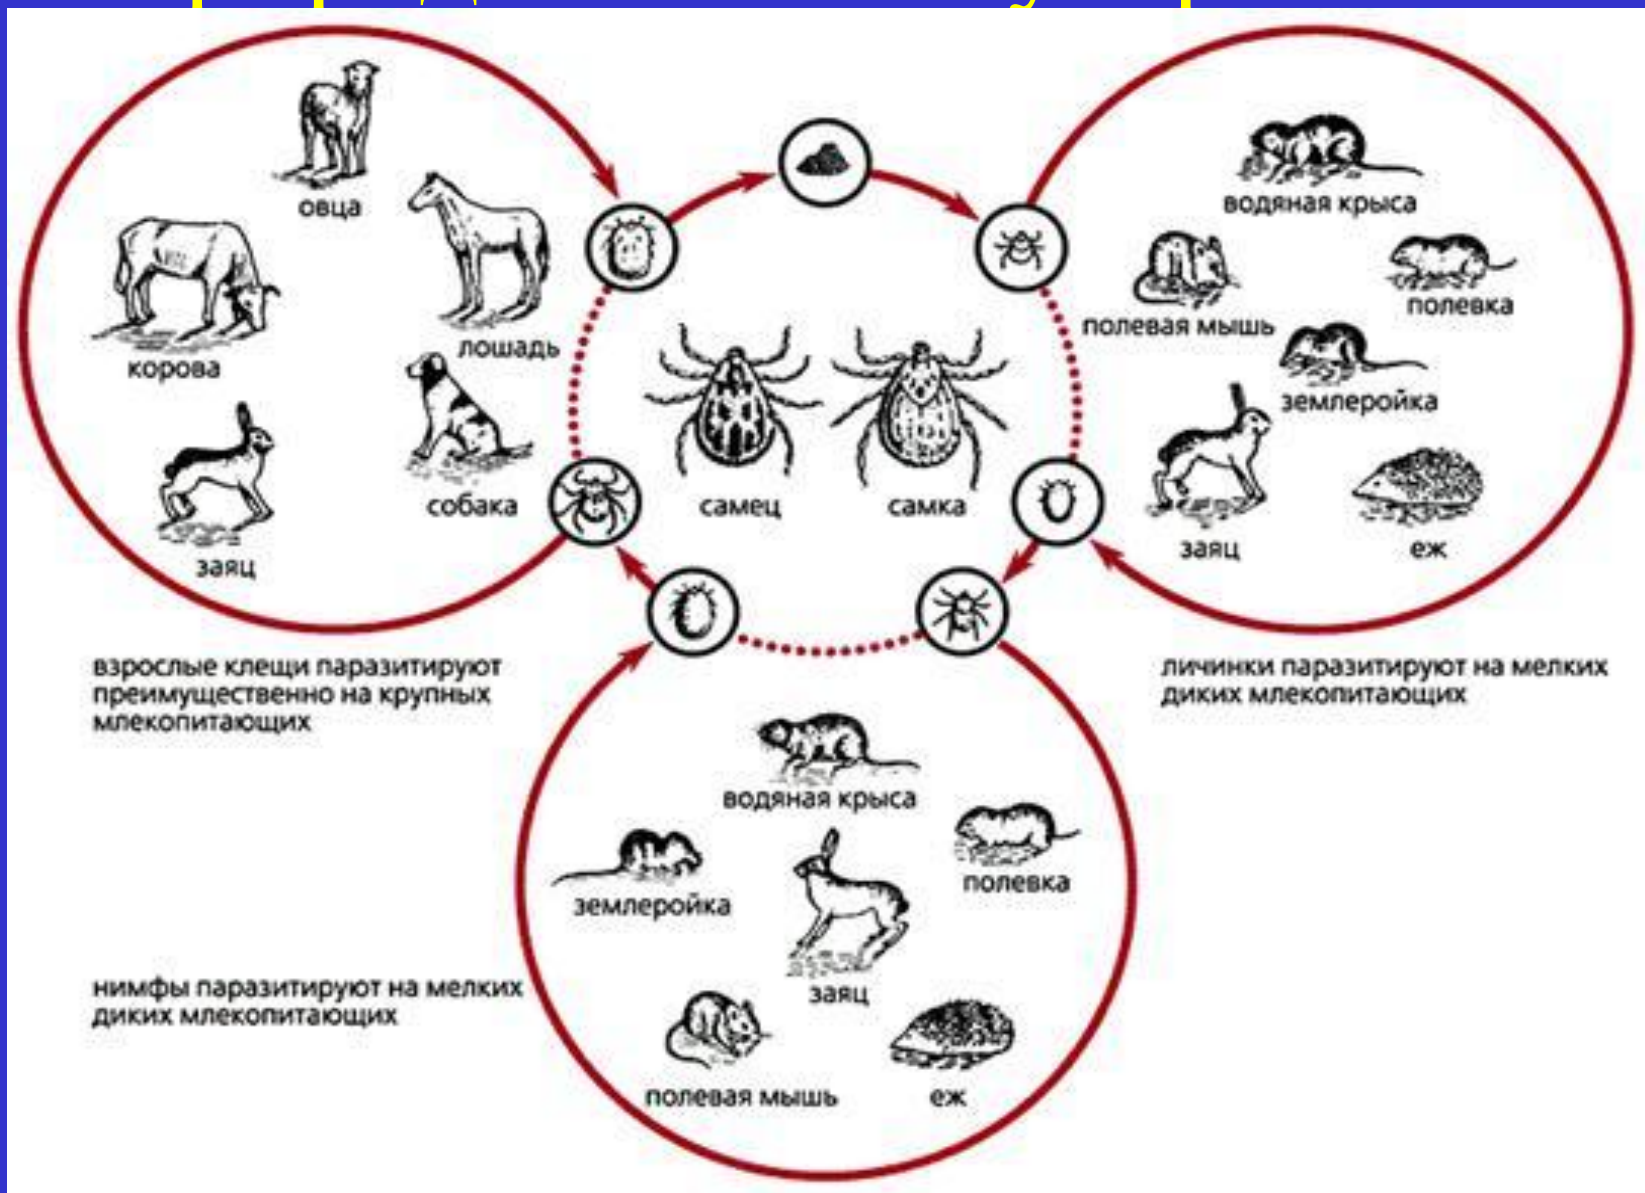 овца
лошадь
корова
собака
заяц
самец
самка
водяная крыса
полевая мышь
полевка
землеройка
заяц
еж
взрослые клещи паразитируют
преимущественно на крупных
млекопитающих
личинки паразитируют на мелких
диких млекопитающих
водяная крыса
полевка
землеройка
заяц
нимфы паразитируют на мелких
диких млекопитающих
полевая мышь
еж